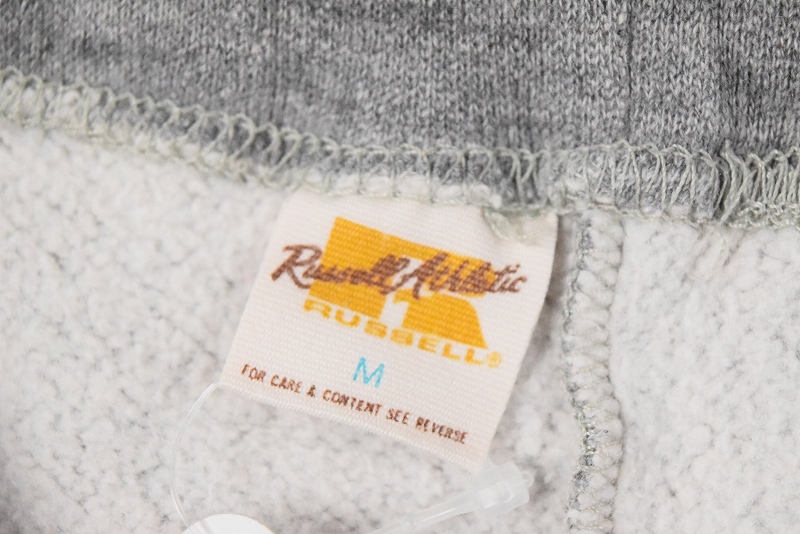 Russell Athletic
RUSSELL®
M
FOR CARE & CONTENT SEE REVERSE